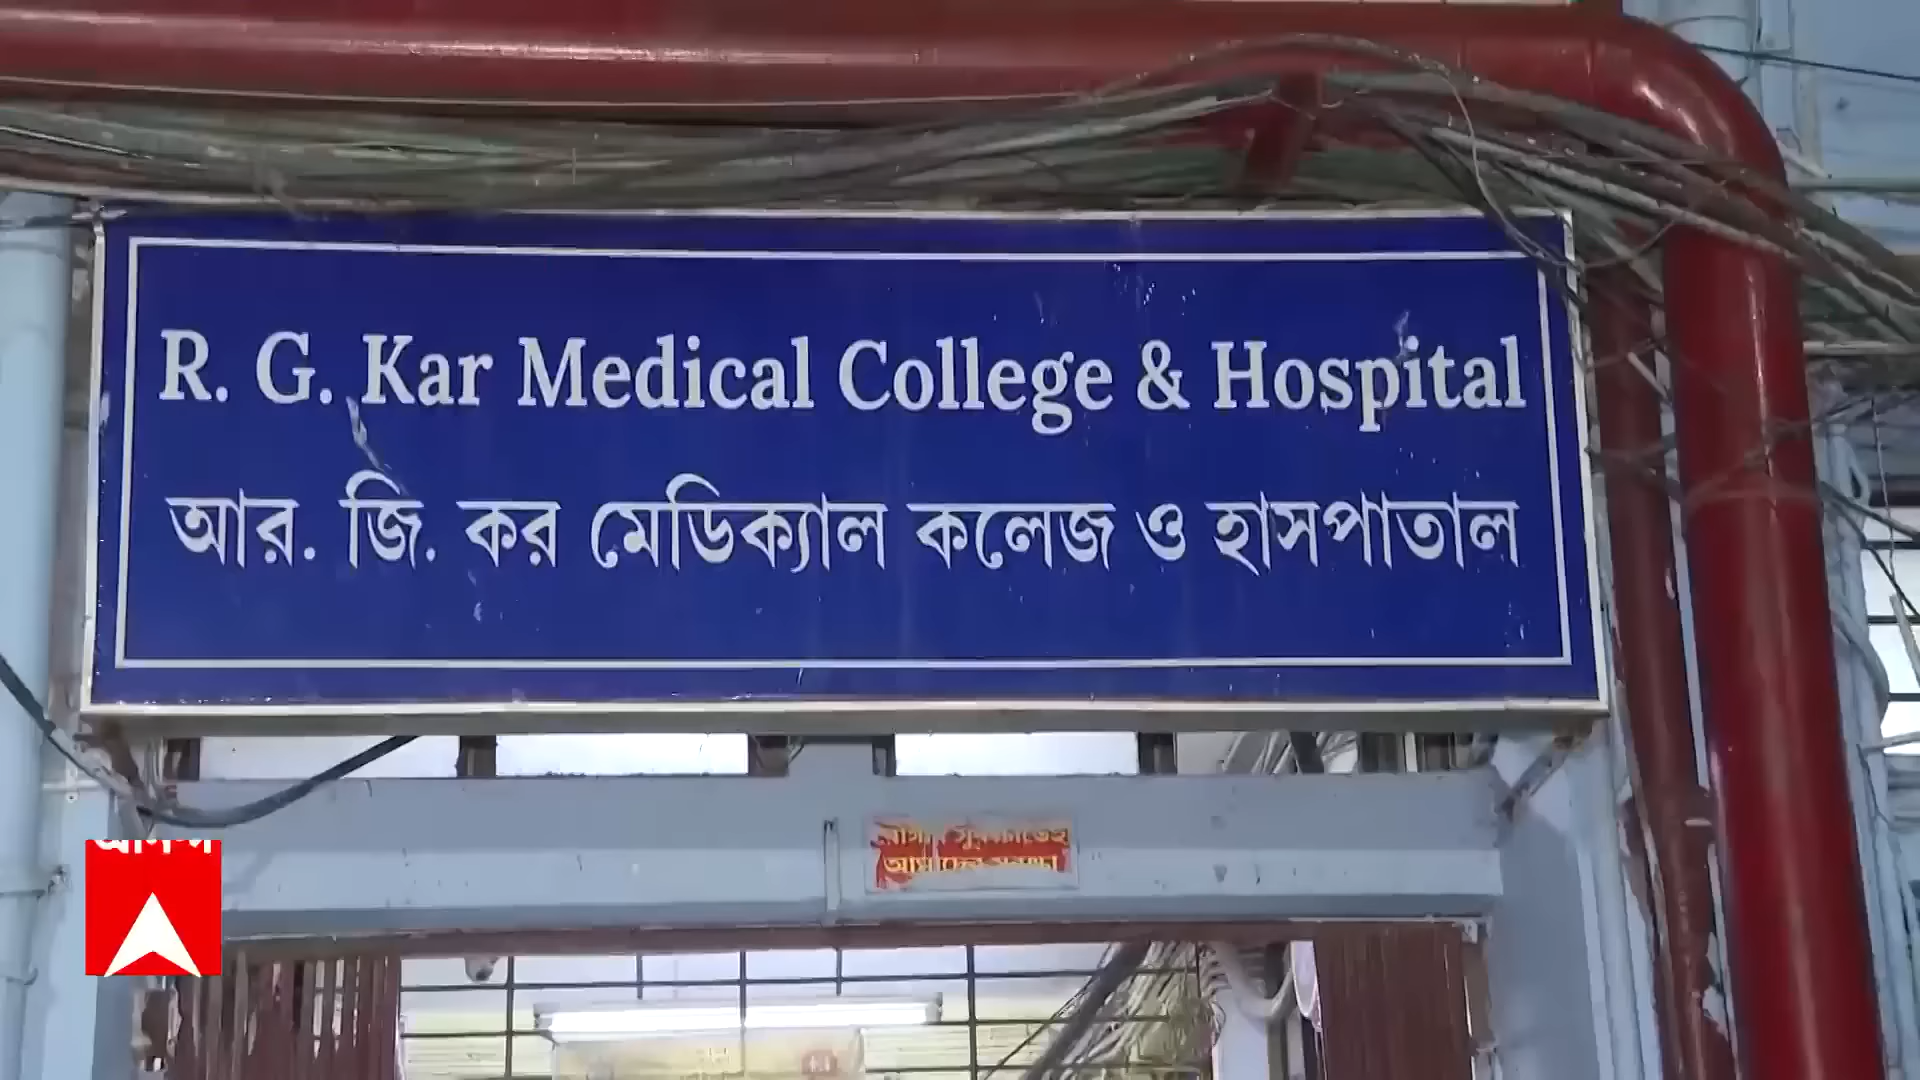 R. G. Kar Medical College & Hospital
আর. জি. কর মেডিক্যাল কলেজ ও হাসপাতাল